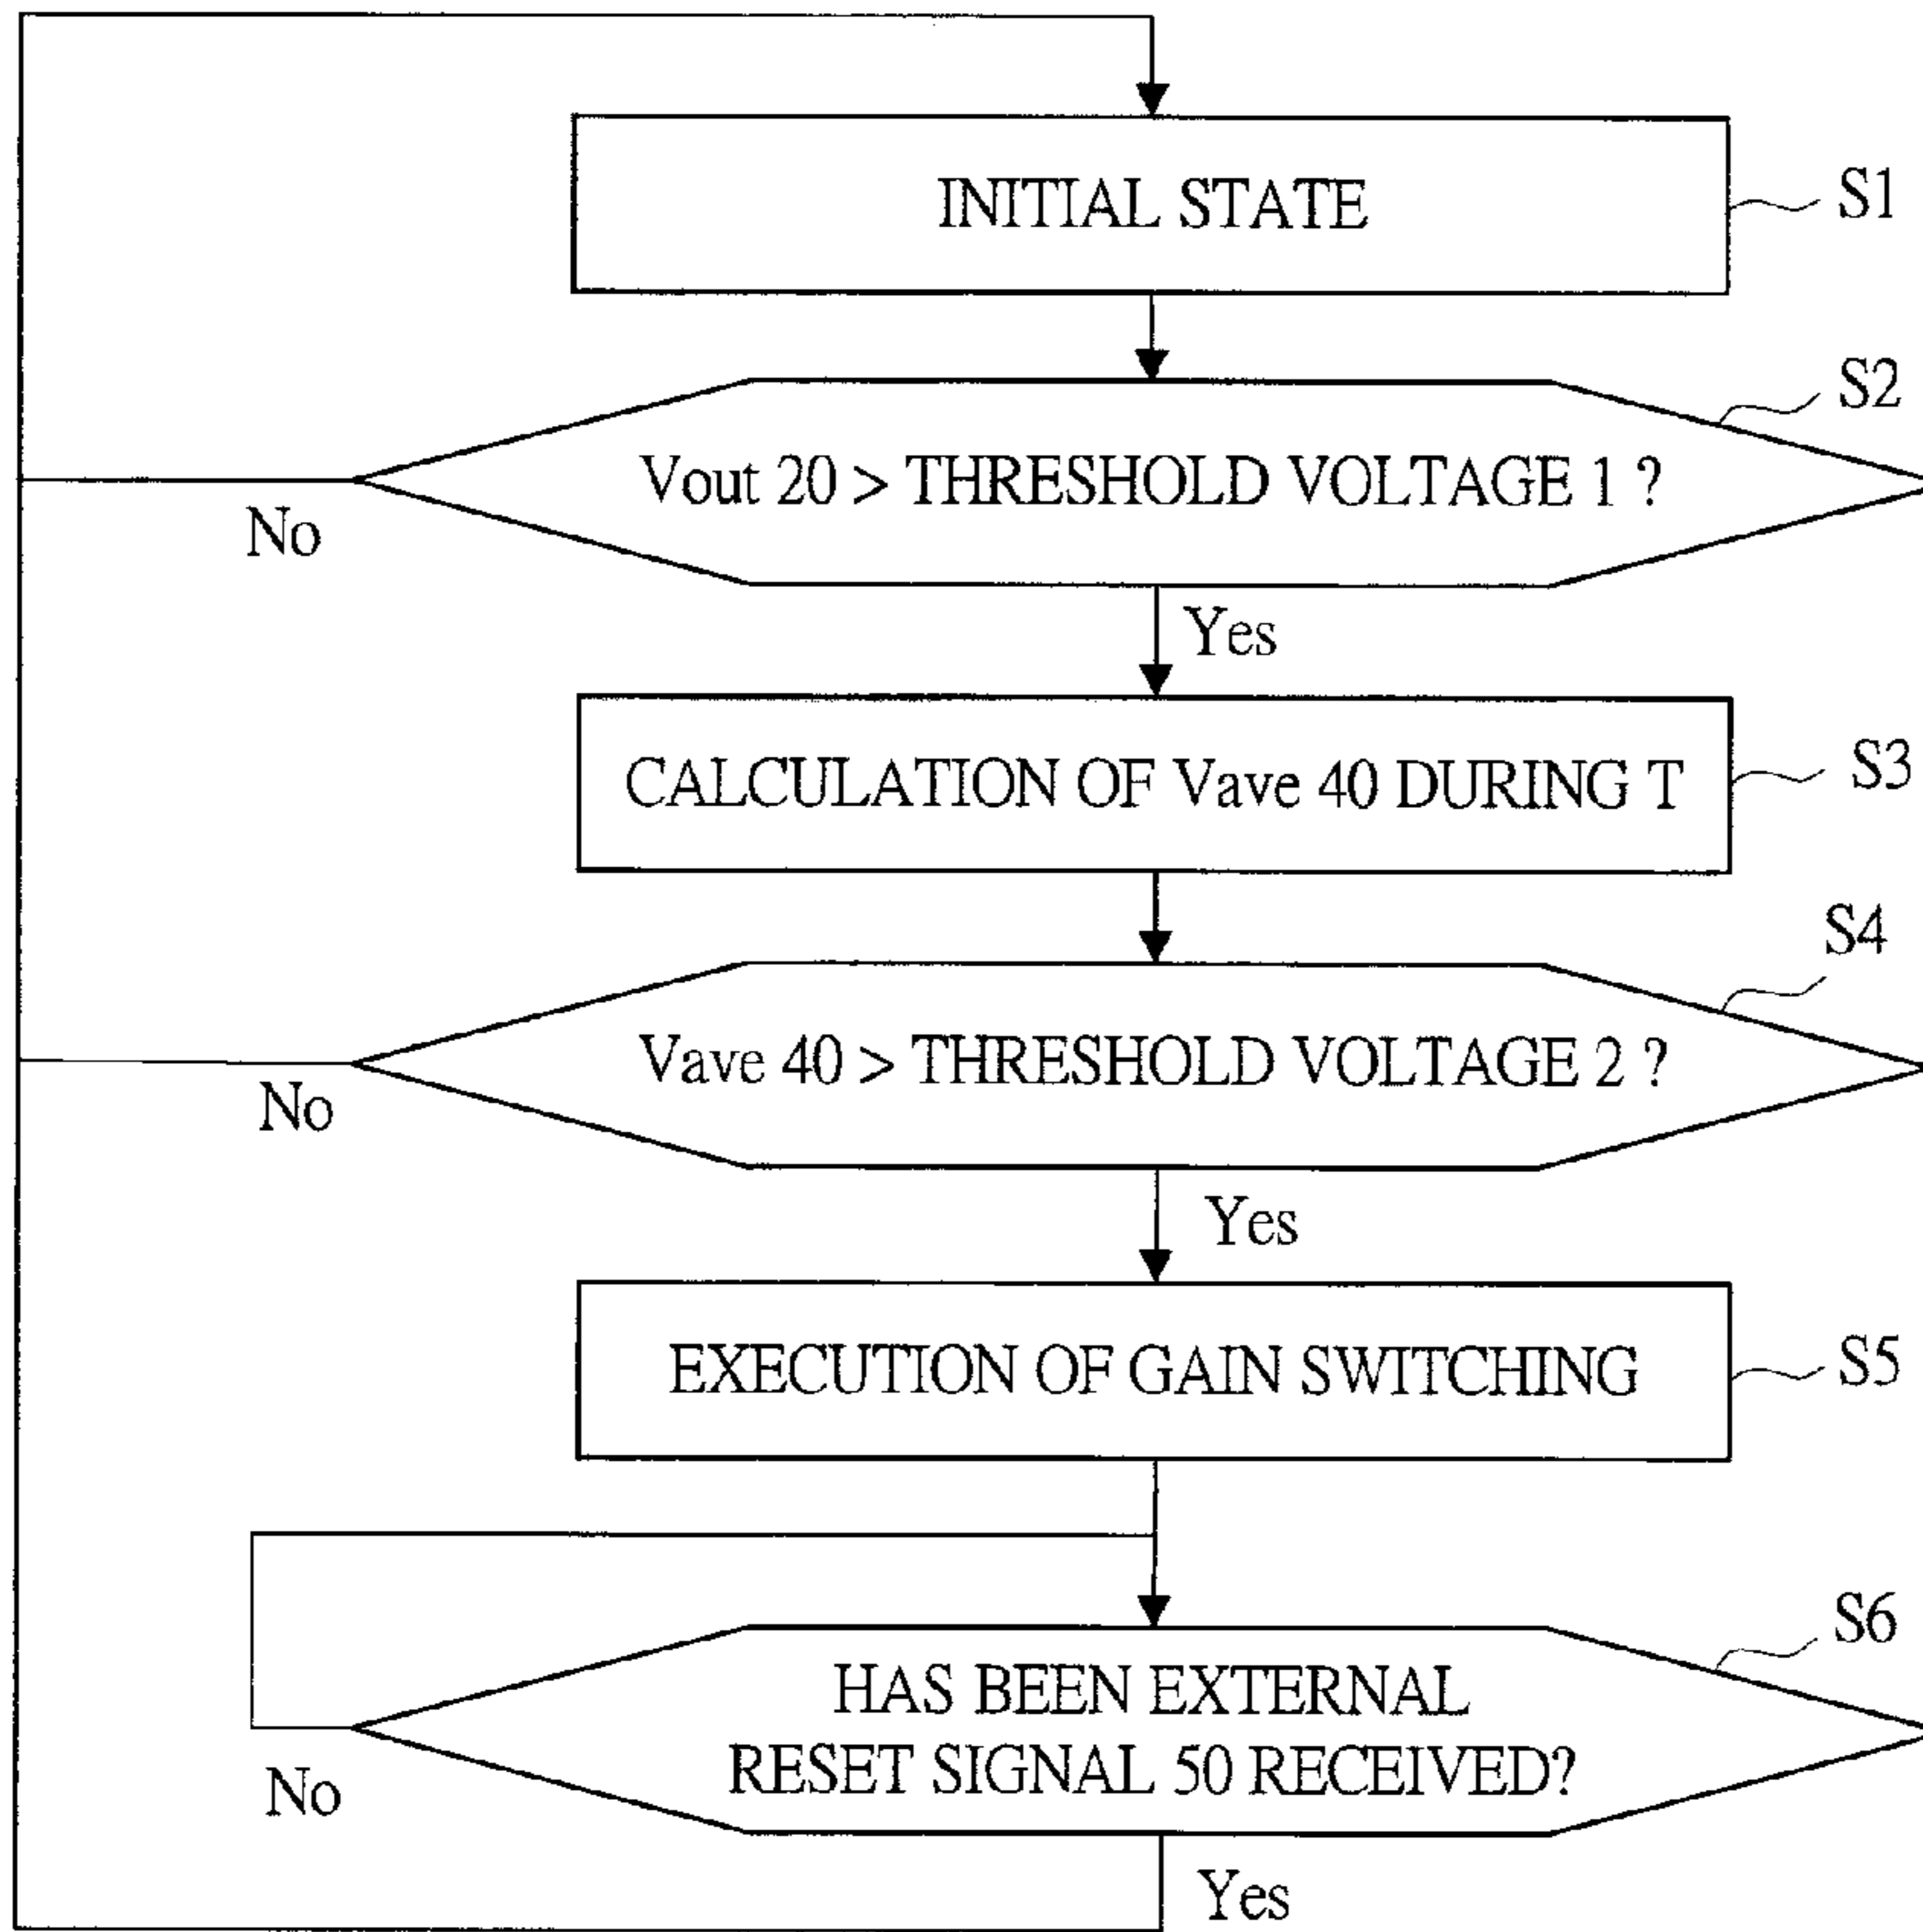 INITIAL STATE
S1
S2
Vout 20 > THRESHOLD VOLTAGE 1 ?
No
Yes
CALCULATION OF Vave 40 DURING T
S3
S4
Vave 40 > THRESHOLD VOLTAGE 2 ?
No
Yes
EXECUTION OF GAIN SWITCHING
S5
S6
HAS BEEN EXTERNAL
RESET SIGNAL 50 RECEIVED?
No
Yes